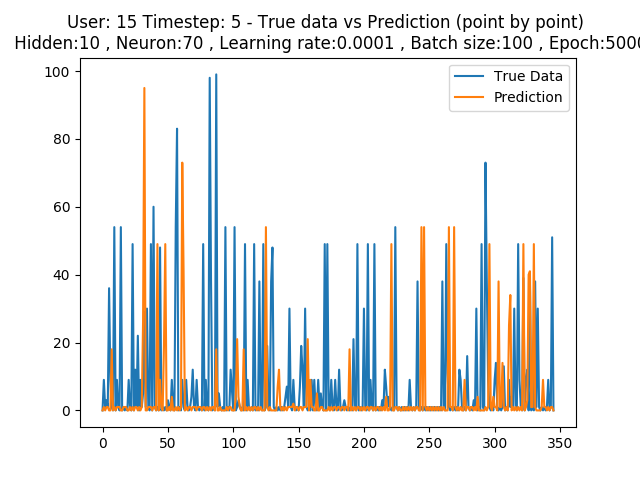 User: 15 Timestep: 5 - True data vs Prediction (point by point)
Hidden:10 , Neuron:70 , Learning rate:0.0001 , Batch size:100 , Epoch:5000
True Data
Prediction
100
80
60
40
20
0
0 50 100 150 200 250 300 350